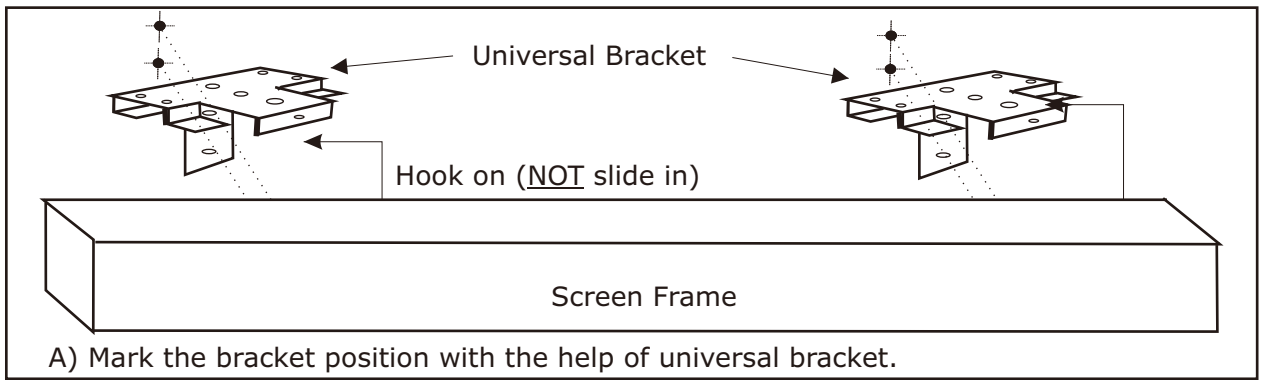 Universal Bracket
Hook on (NOT slide in)
Screen Frame
A) Mark the bracket position with the help of universal bracket.